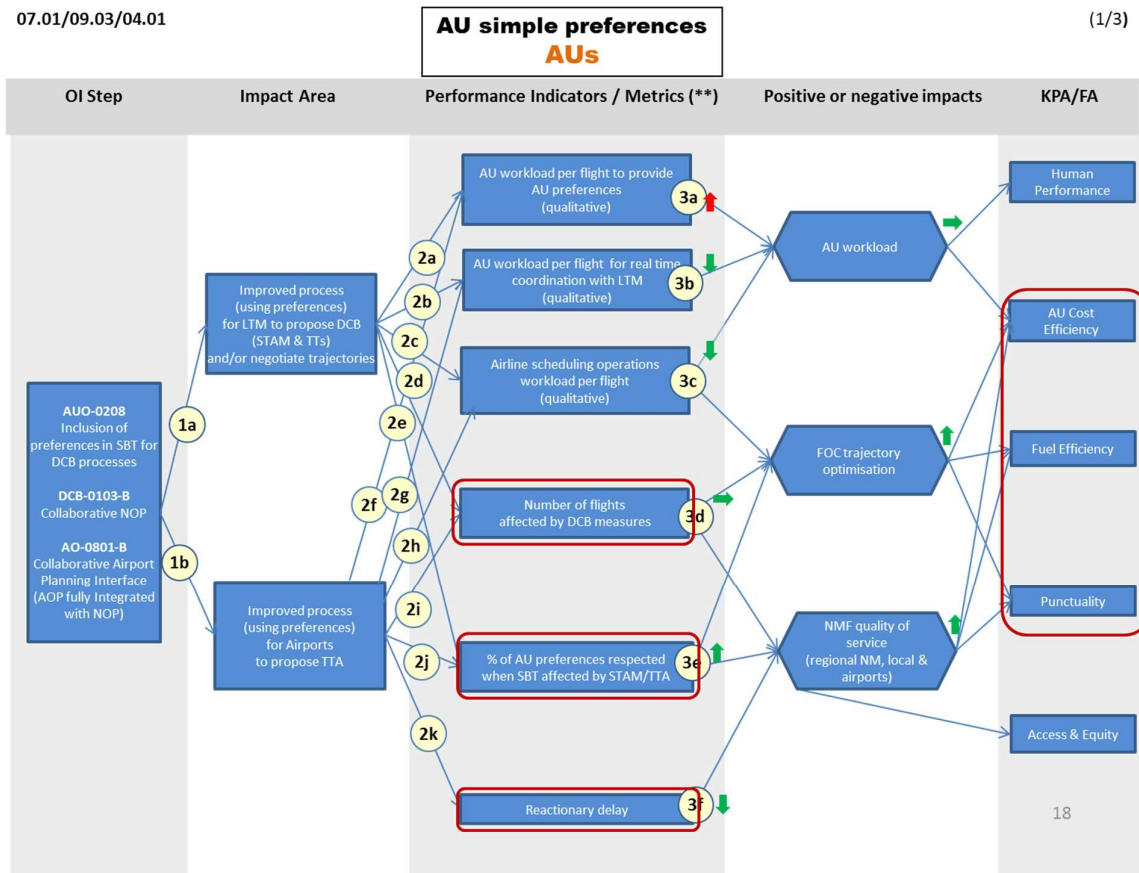 07.01/09.03/04.01
AU simple preferences
AUs
(1/3)
OI Step
Impact Area
Performance Indicators / Metrics (**)
Positive or negative impacts
KPA/FA
AUO-0208
Inclusion of
preferences in SBT for
DCB processes
DCB-0103-B
Collaborative NOP
AO-0801-B
Collaborative Airport
Planning Interface
(AOP fully Integrated
with NOP)
1a
1b
Improved process
(using preferences)
for LTM to propose DCB
(STAM & TTs)
and/or negotiate trajectories
Improved process
(using preferences)
for Airports
to propose TTA
2a
2b
2c
2d
2e
2f
2g
2h
2i
2j
2k
AU workload per flight to provide
AU preferences
(qualitative)
3a
AU workload per flight for real time
coordination with LTM
(qualitative)
3b
Airline scheduling operations
workload per flight
(qualitative)
3c
Number of flights
affected by DCB measures
3d
% of AU preferences respected
when SBT affected by STAM/TTA
3e
Reactionary delay
3f
AU workload
FOC trajectory
optimisation
NMF quality of
service
(regional NM, local &
airports)
Human
Performance
AU Cost
Efficiency
Fuel Efficiency
Punctuality
Access & Equity
18